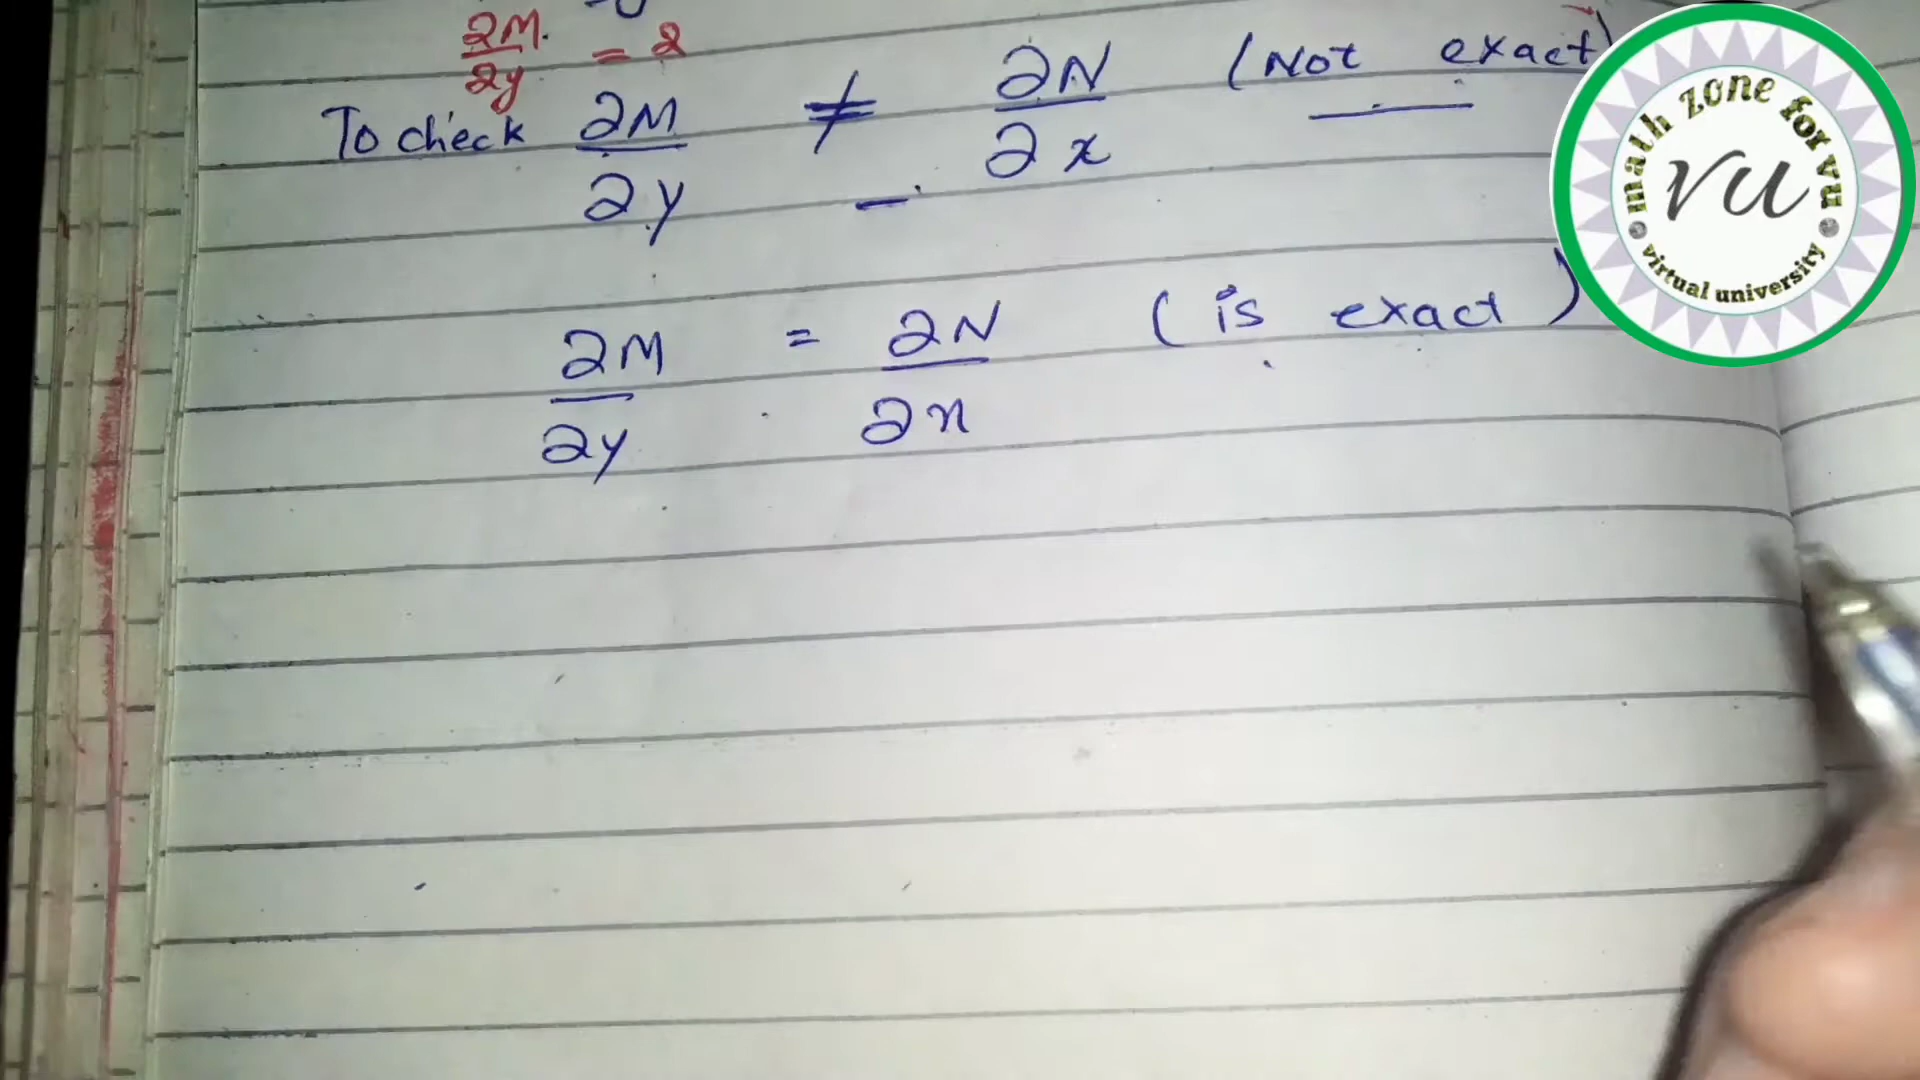 ∂M/∂y = 2
To check ∂M/∂y ≠ ∂N/∂x (Not exact)
∂M/∂y = ∂N/∂x (is exact)
math zone for vu
vu
virtual university